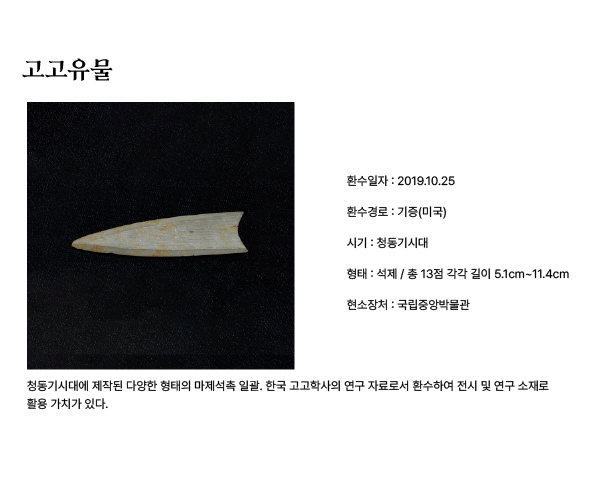 고고유물
환수일자 : 2019.10.25
환수경로 : 기증(미국)
시기 : 청동기시대
형태 : 석제 / 총 13점 각각 길이 5.1cm~11.4cm
현소장처 : 국립중앙박물관
청동기시대에 제작된 다양한 형태의 마제석촉 일괄. 한국 고고학사의 연구 자료로서 환수하여 전시 및 연구 소재로
활용 가치가 있다.